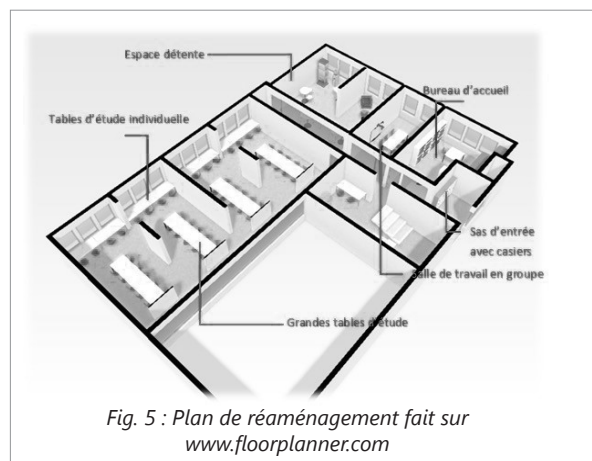 Espace détente
Bureau d'accueil
Tables d'étude individuelle
Sas d'entrée
avec casiers
Salle de travail en groupe
Grandes tables d'étude
Fig. 5 : Plan de réaménagement fait sur
www.floorplanner.com